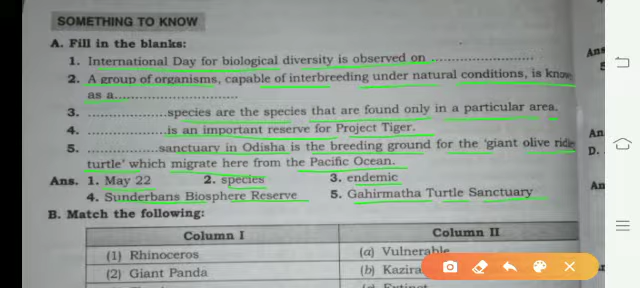 SOMETHING TO KNOW
A. Fill in the blanks:
1. International Day for biological diversity is observed on ..............................
2. A group of organisms, capable of interbreeding under natural conditions, is know
as a..............................
3. ....................species are the species that are found only in a particular area.
4. ....................is an important reserve for Project Tiger.
5. ..................sanctuary in Odisha is the breeding ground for the 'giant olive ridle
turtle' which migrate here from the Pacific Ocean.
Ans. 1. May 22 2. species 3. endemic
4. Sunderbans Biosphere Reserve 5. Gahirmatha Turtle Sanctuary
B. Match the following:
Column I Column II
(1) Rhinoceros (a) Vulnerable
(2) Giant Panda (b) Kazira
(c) Extinct
Ans
An
D.
An